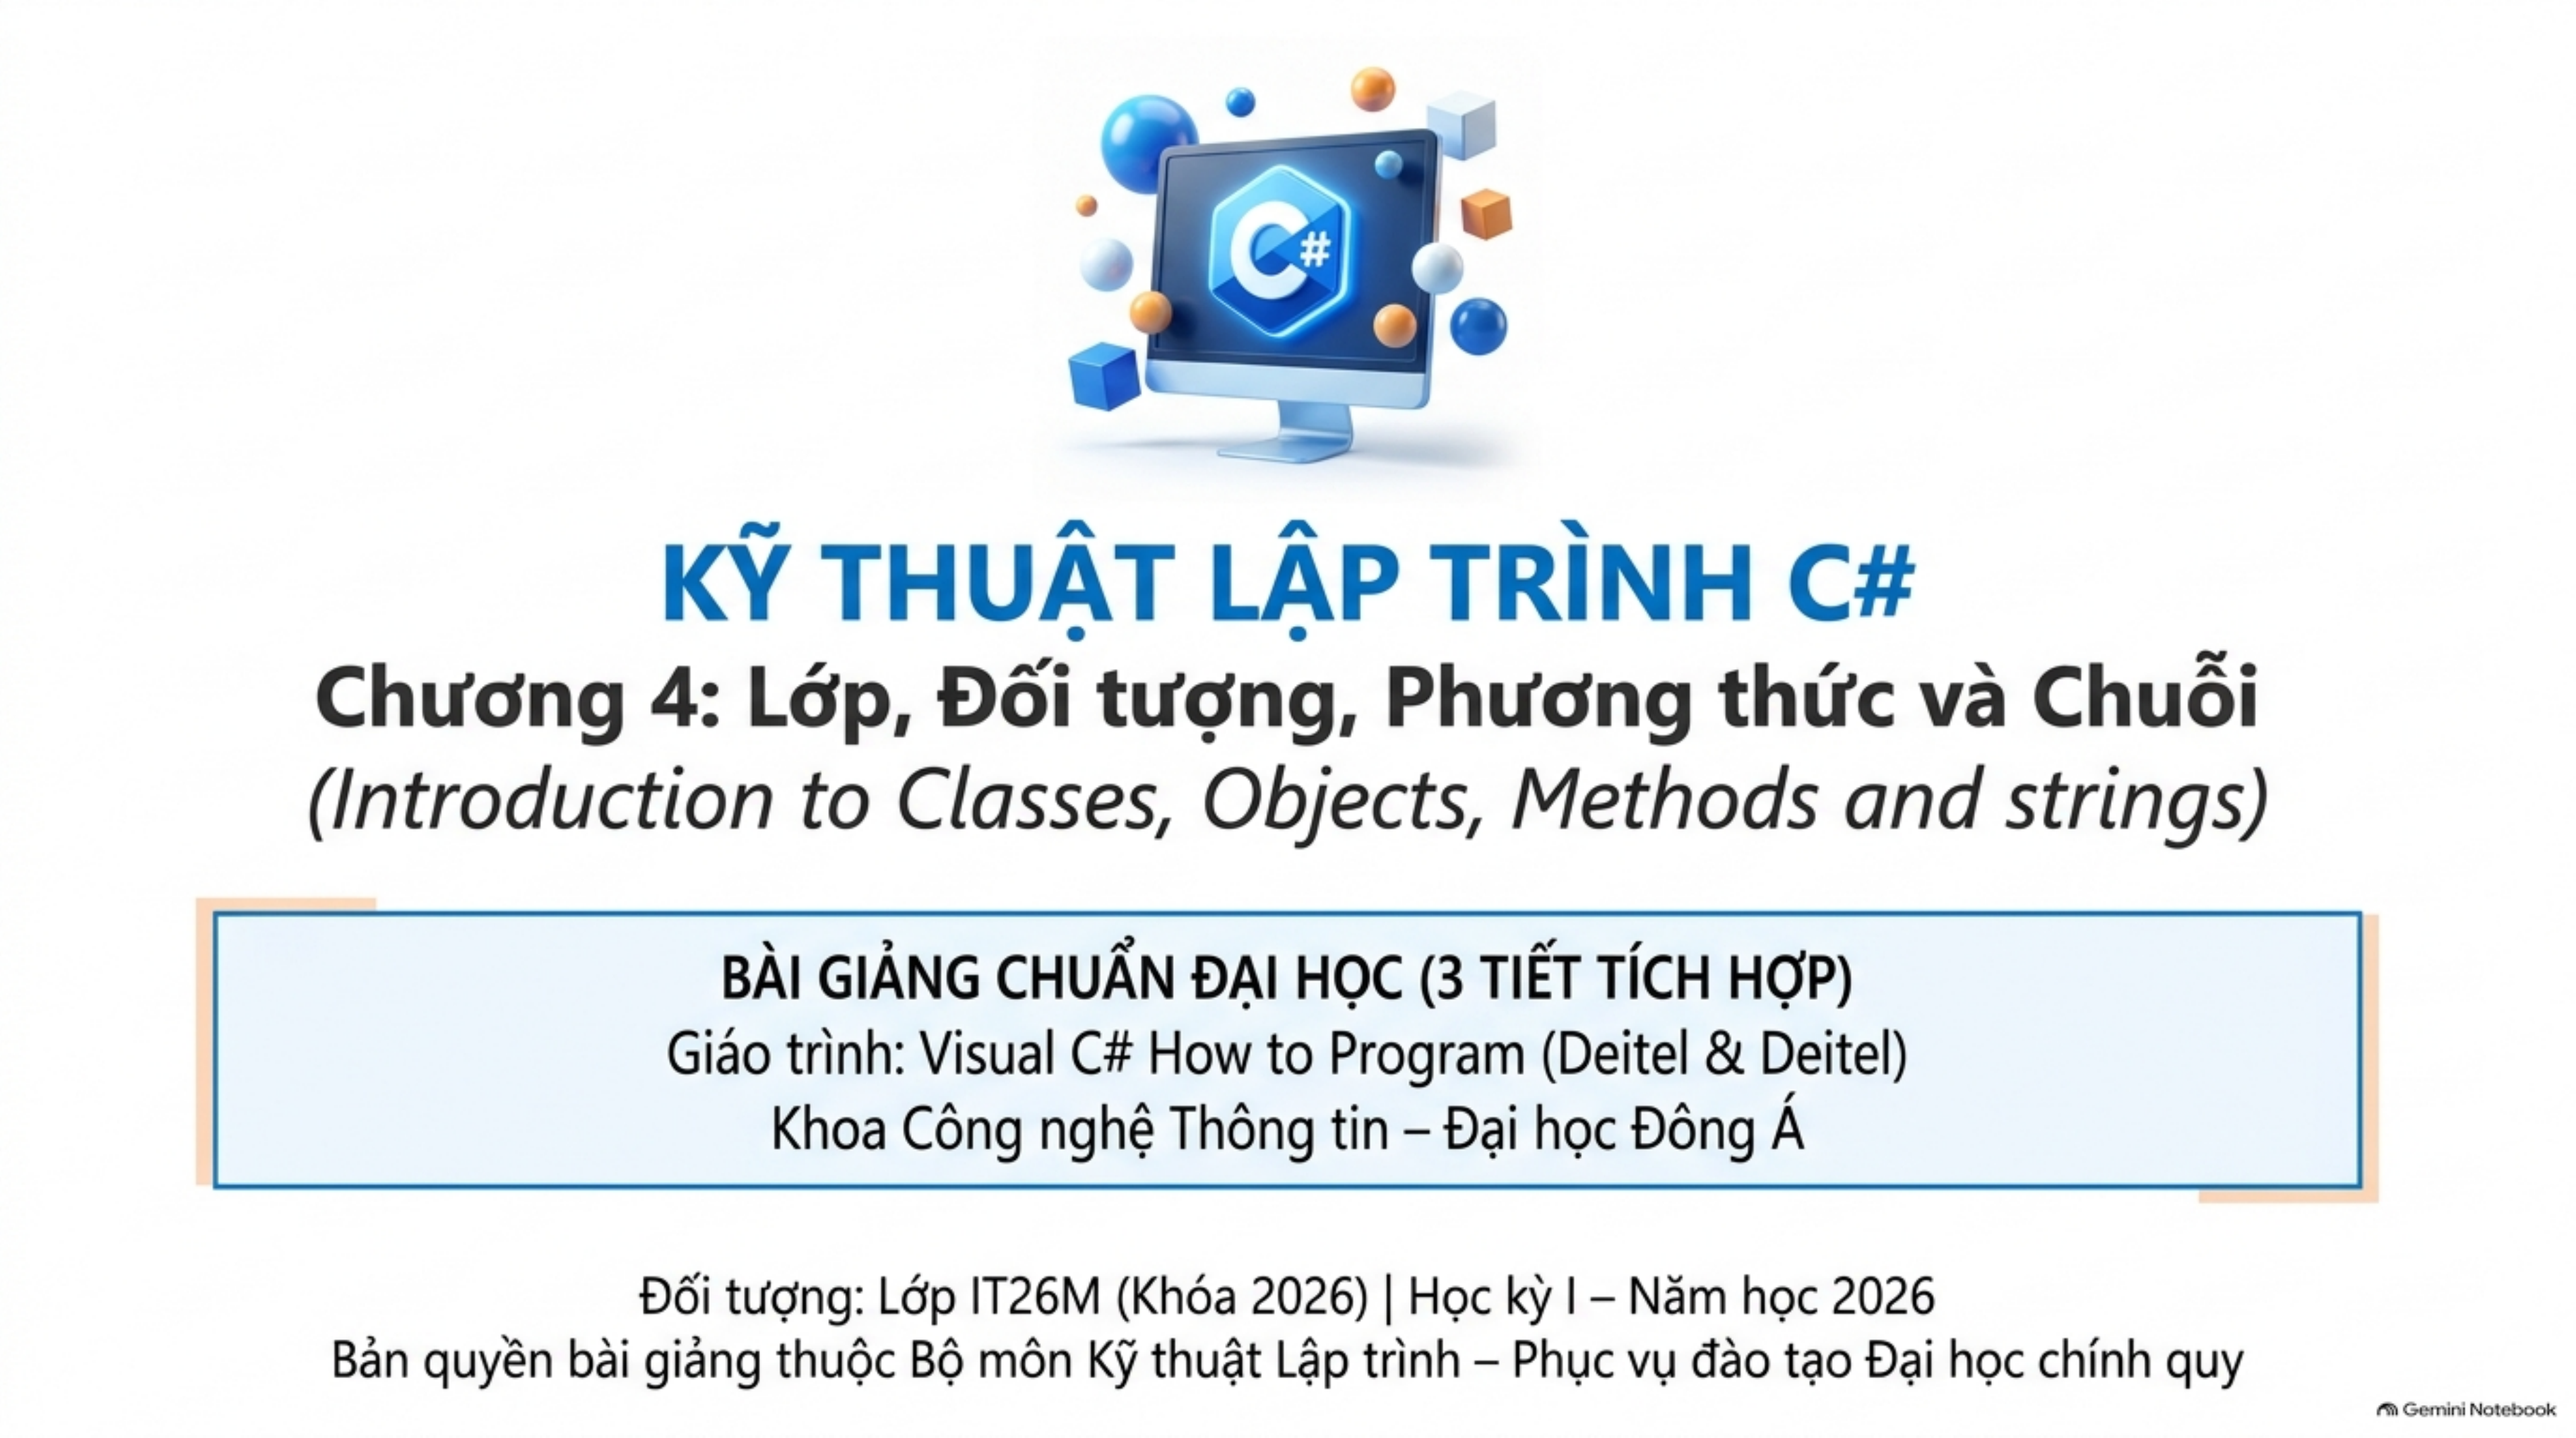 C#
KỸ THUẬT LẬP TRÌNH C#
Chương 4: Lớp, Đối tượng, Phương thức và Chuỗi
(Introduction to Classes, Objects, Methods and strings)
BÀI GIẢNG CHUẨN ĐẠI HỌC (3 TIẾT TÍCH HỢP)
Giáo trình: Visual C# How to Program (Deitel & Deitel)
Khoa Công nghệ Thông tin – Đại học Đông Á
Đối tượng: Lớp IT26M (Khóa 2026) | Học kỳ I – Năm học 2026
Bản quyền bài giảng thuộc Bộ môn Kỹ thuật Lập trình – Phục vụ đào tạo Đại học chính quy
Gemini Notebook